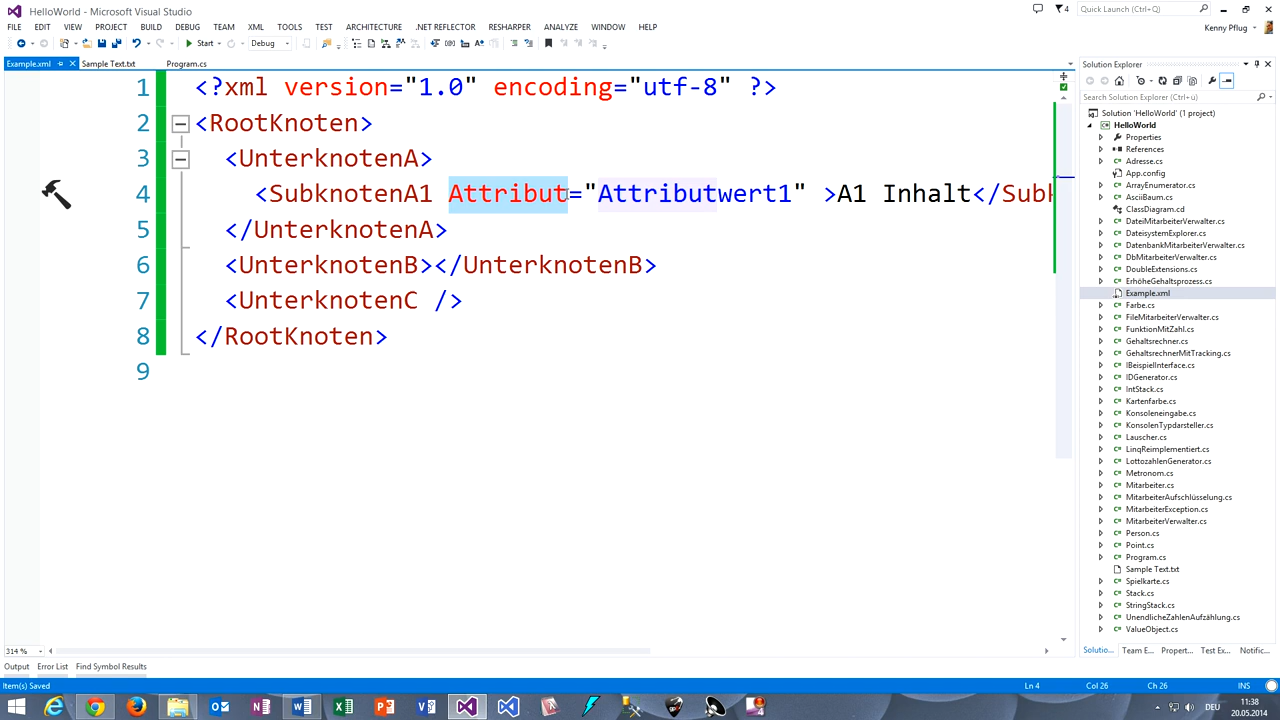 HelloWorld - Microsoft Visual Studio
4
Quick Launch (Ctrl+Q)
FILE EDIT VIEW PROJECT BUILD DEBUG TEAM XML TOOLS TEST ARCHITECTURE .NET REFLECTOR RESHARPER ANALYZE WINDOW HELP
Kenny Pflug
Start Debug
Example.xml Sample Text.txt Program.cs
1 <?xml version="1.0" encoding="utf-8" ?>
2 <RootKnoten>
3 <UnterknotenA>
4 <SubknotenA1 Attribut="Attributwert1" >A1 Inhalt</Subk
5 </UnterknotenA>
6 <UnterknotenB></UnterknotenB>
7 <UnterknotenC />
8 </RootKnoten>
9
314 %
Solution Explorer
Search Solution Explorer (Ctrl+ü)
Solution 'HelloWorld' (1 project)
HelloWorld
Properties
References
Adresse.cs
App.config
ArrayEnumerator.cs
AsciiBaum.cs
ClassDiagram.cd
DateiMitarbeiterVerwalter.cs
DateisystemExplorer.cs
DatenbankMitarbeiterVerwalter.cs
DbMitarbeiterVerwalter.cs
DoubleExtensions.cs
ErhöheGehaltsprozess.cs
Example.xml
Farbe.cs
FileMitarbeiterVerwalter.cs
FunktionMitZahl.cs
Gehaltsrechner.cs
GehaltsrechnerMitTracking.cs
IBeispielInterface.cs
IDGenerator.cs
IntStack.cs
Kartenfarbe.cs
Konsoleneingabe.cs
KonsolenTypdarsteller.cs
Lauscher.cs
LinqReimplementiert.cs
LottozahlenGenerator.cs
Metronom.cs
Mitarbeiter.cs
MitarbeiterAufschlüsselung.cs
MitarbeiterException.cs
MitarbeiterVerwalter.cs
Person.cs
Point.cs
Program.cs
Sample Text.txt
Spielkarte.cs
Stack.cs
StringStack.cs
UnendlicheZahlenAufzählung.cs
ValueObject.cs
Solutio... Team E... Propert... Test Ex... Notific...
Output Error List Find Symbol Results
Item(s) Saved Ln 4 Col 26 Ch 26 INS
DEU 11:38
20.05.2014